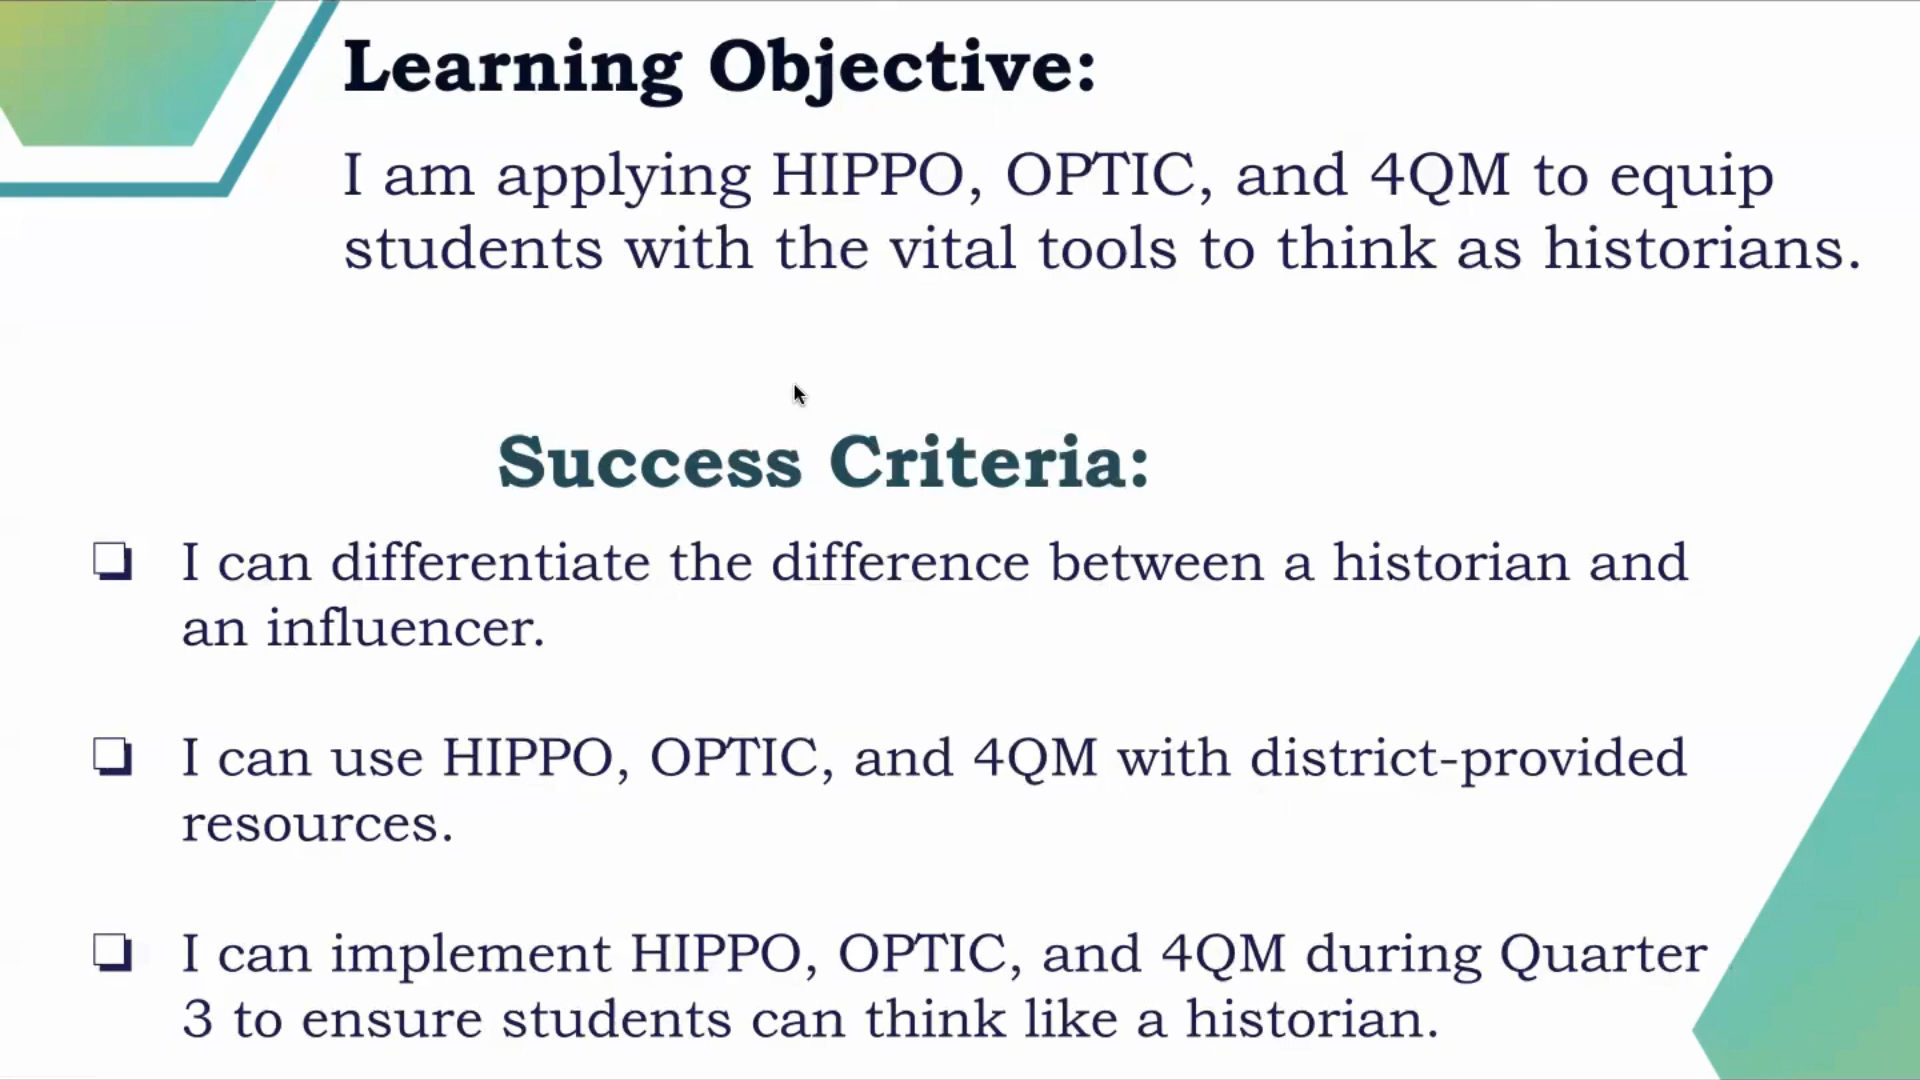 Learning Objective:
I am applying HIPPO, OPTIC, and 4QM to equip
students with the vital tools to think as historians.
Success Criteria:
❏ I can differentiate the difference between a historian and
an influencer.
❏ I can use HIPPO, OPTIC, and 4QM with district-provided
resources.
❏ I can implement HIPPO, OPTIC, and 4QM during Quarter
3 to ensure students can think like a historian.